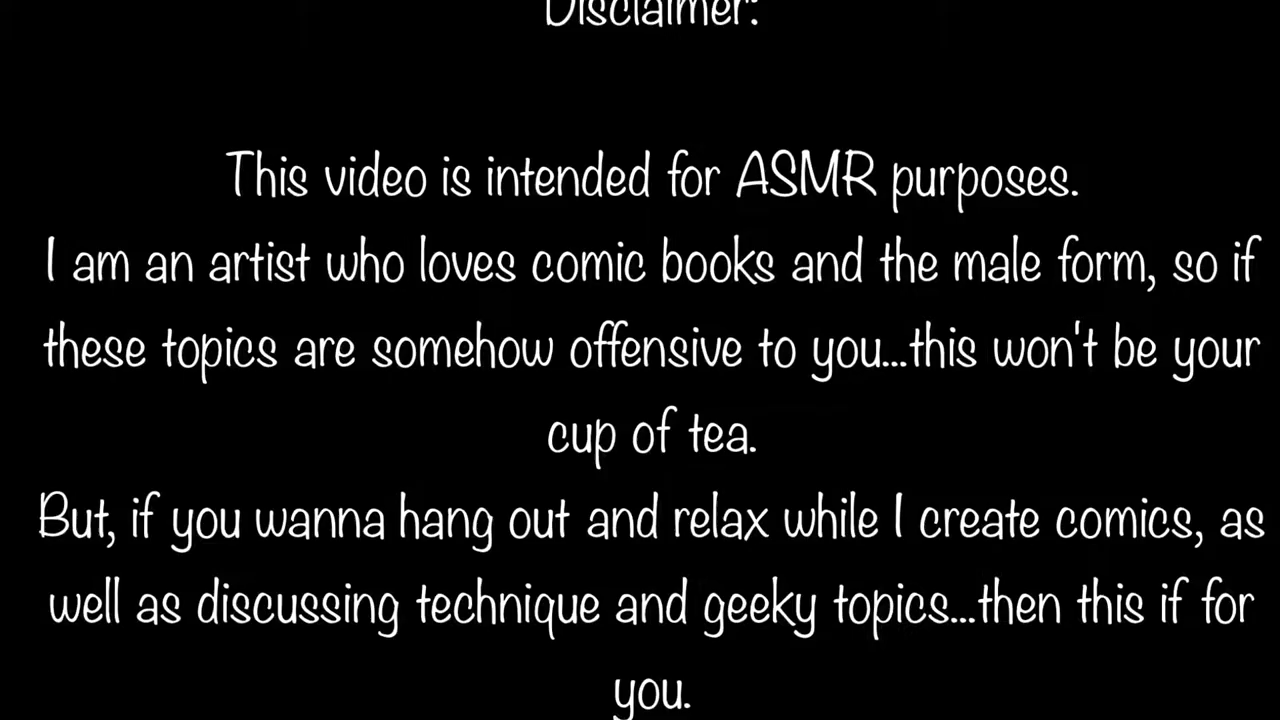 Disclaimer:
This video is intended for ASMR purposes.
I am an artist who loves comic books and the male form, so if
these topics are somehow offensive to you...this won't be your
cup of tea.
But, if you wanna hang out and relax while I create comics, as
well as discussing technique and geeky topics...then this if for
you.